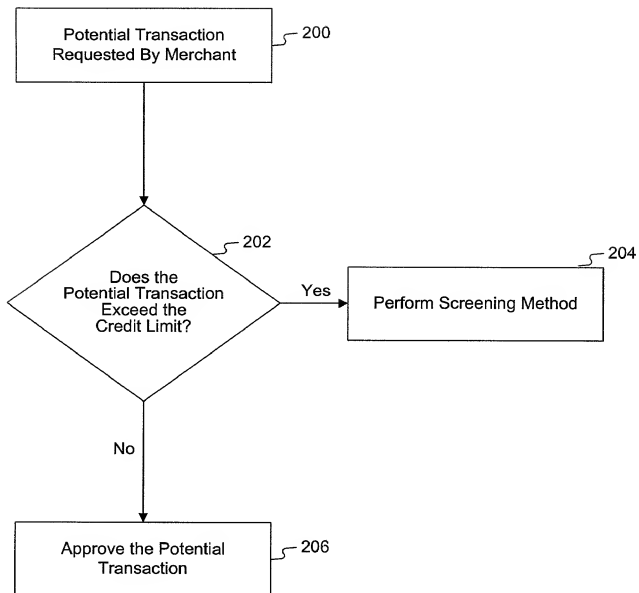 Potential Transaction
Requested By Merchant
200
202
Does the
Potential Transaction
Exceed the
Credit Limit?
Yes
204
Perform Screening Method
No
Approve the Potential
Transaction
206